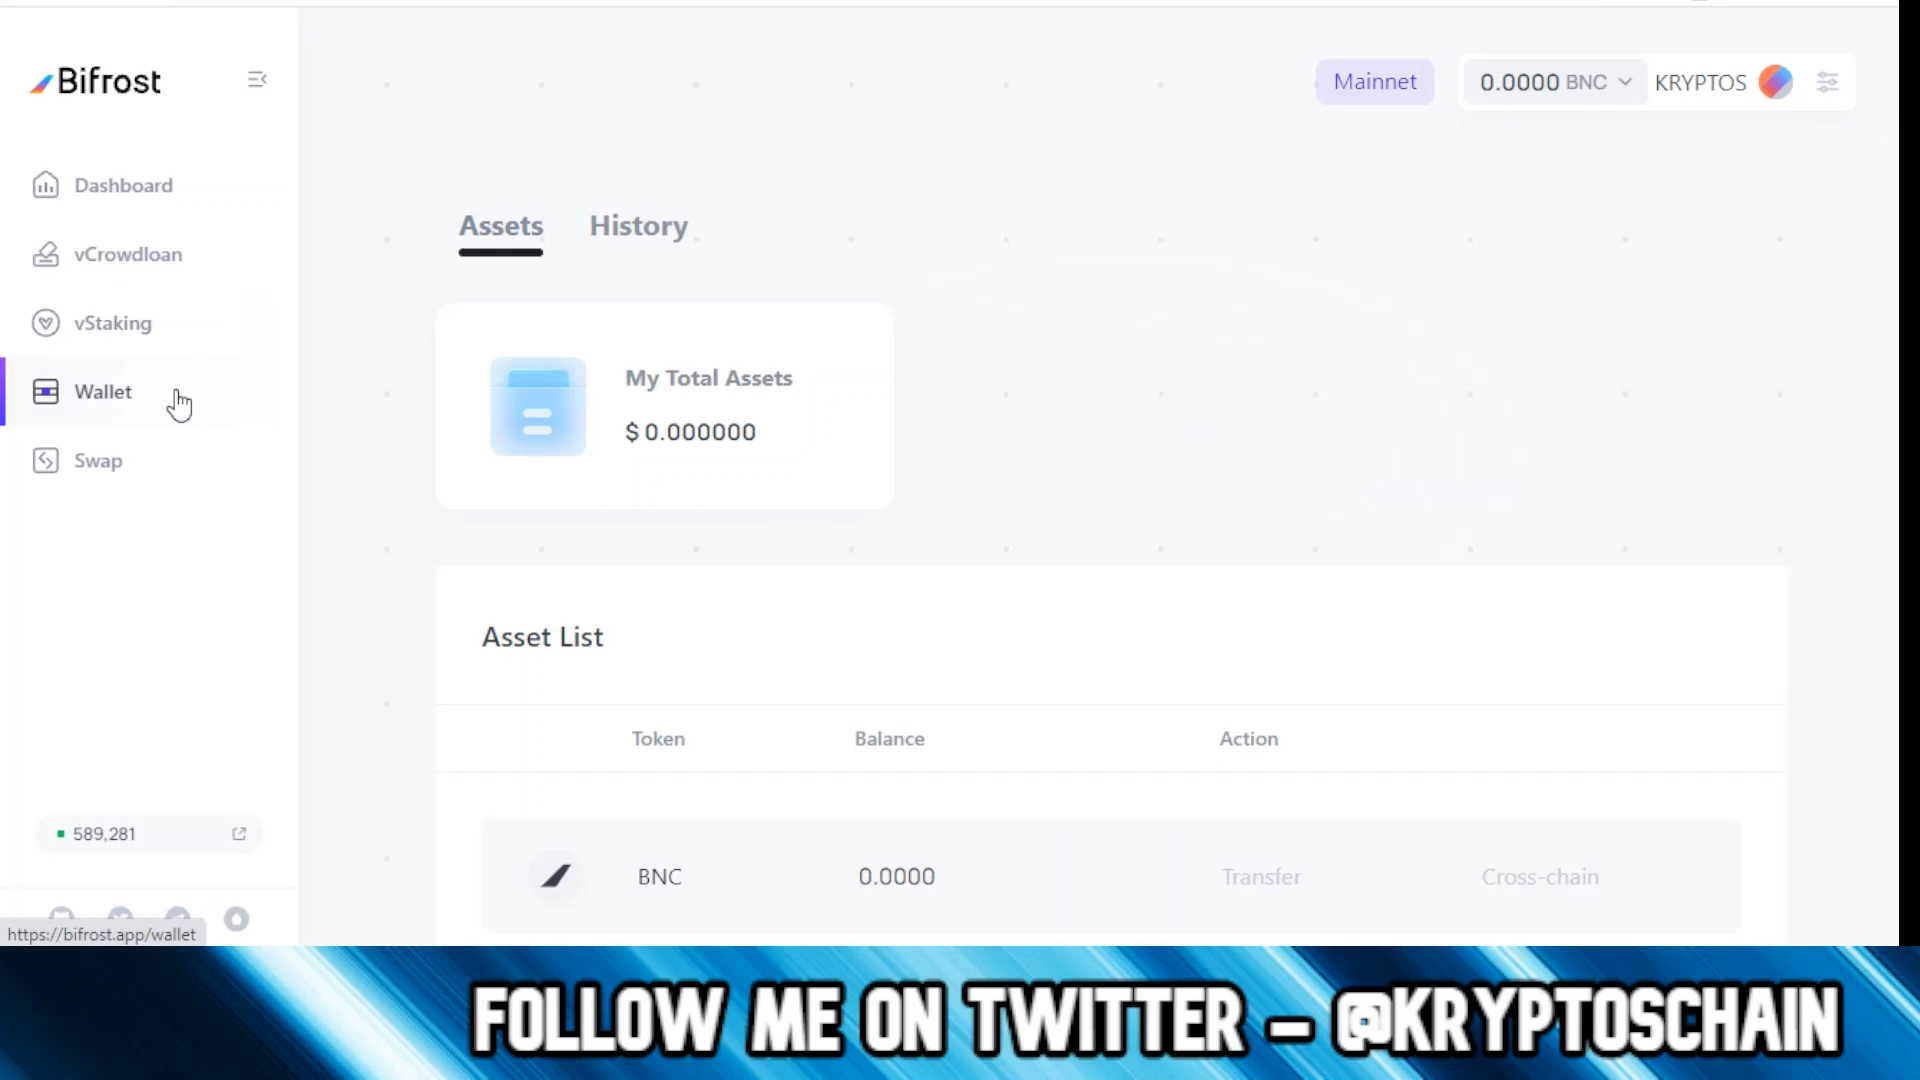 Bifrost
Mainnet
0.0000 BNC
KRYPTOS
Dashboard
vCrowdloan
vStaking
Wallet
Swap
Assets
History
My Total Assets
$ 0.000000
Asset List
Token
Balance
Action
BNC
0.0000
Transfer
Cross-chain
589,281
https://bifrost.app/wallet
FOLLOW ME ON TWITTER - @KRYPTOSCHAIN